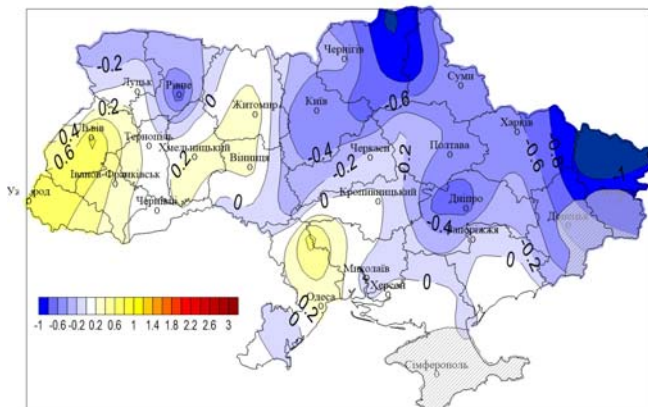 Чернігів
-0.2
Суми
Луцьк
Рівне
0
-0.6
Житомир
Київ
0.2
0.4
Львів
Харків
Тернопіль
0.6
Хмельницький
-0.4
Черкаси
Полтава
-0.6
0.2
Вінниця
-0.2
-1
Івано-Франківськ
Кропивницький
Дніпро
Чернівці
0
0
-0.4
Донецьк
Запоріжжя
-0.2
Миколаїв
0
0
Одеса
Херсон
0.2
0
-1 -0.6 -0.2 0.2 0.6 1 1.4 1.8 2.2 2.6 3
Сімферополь